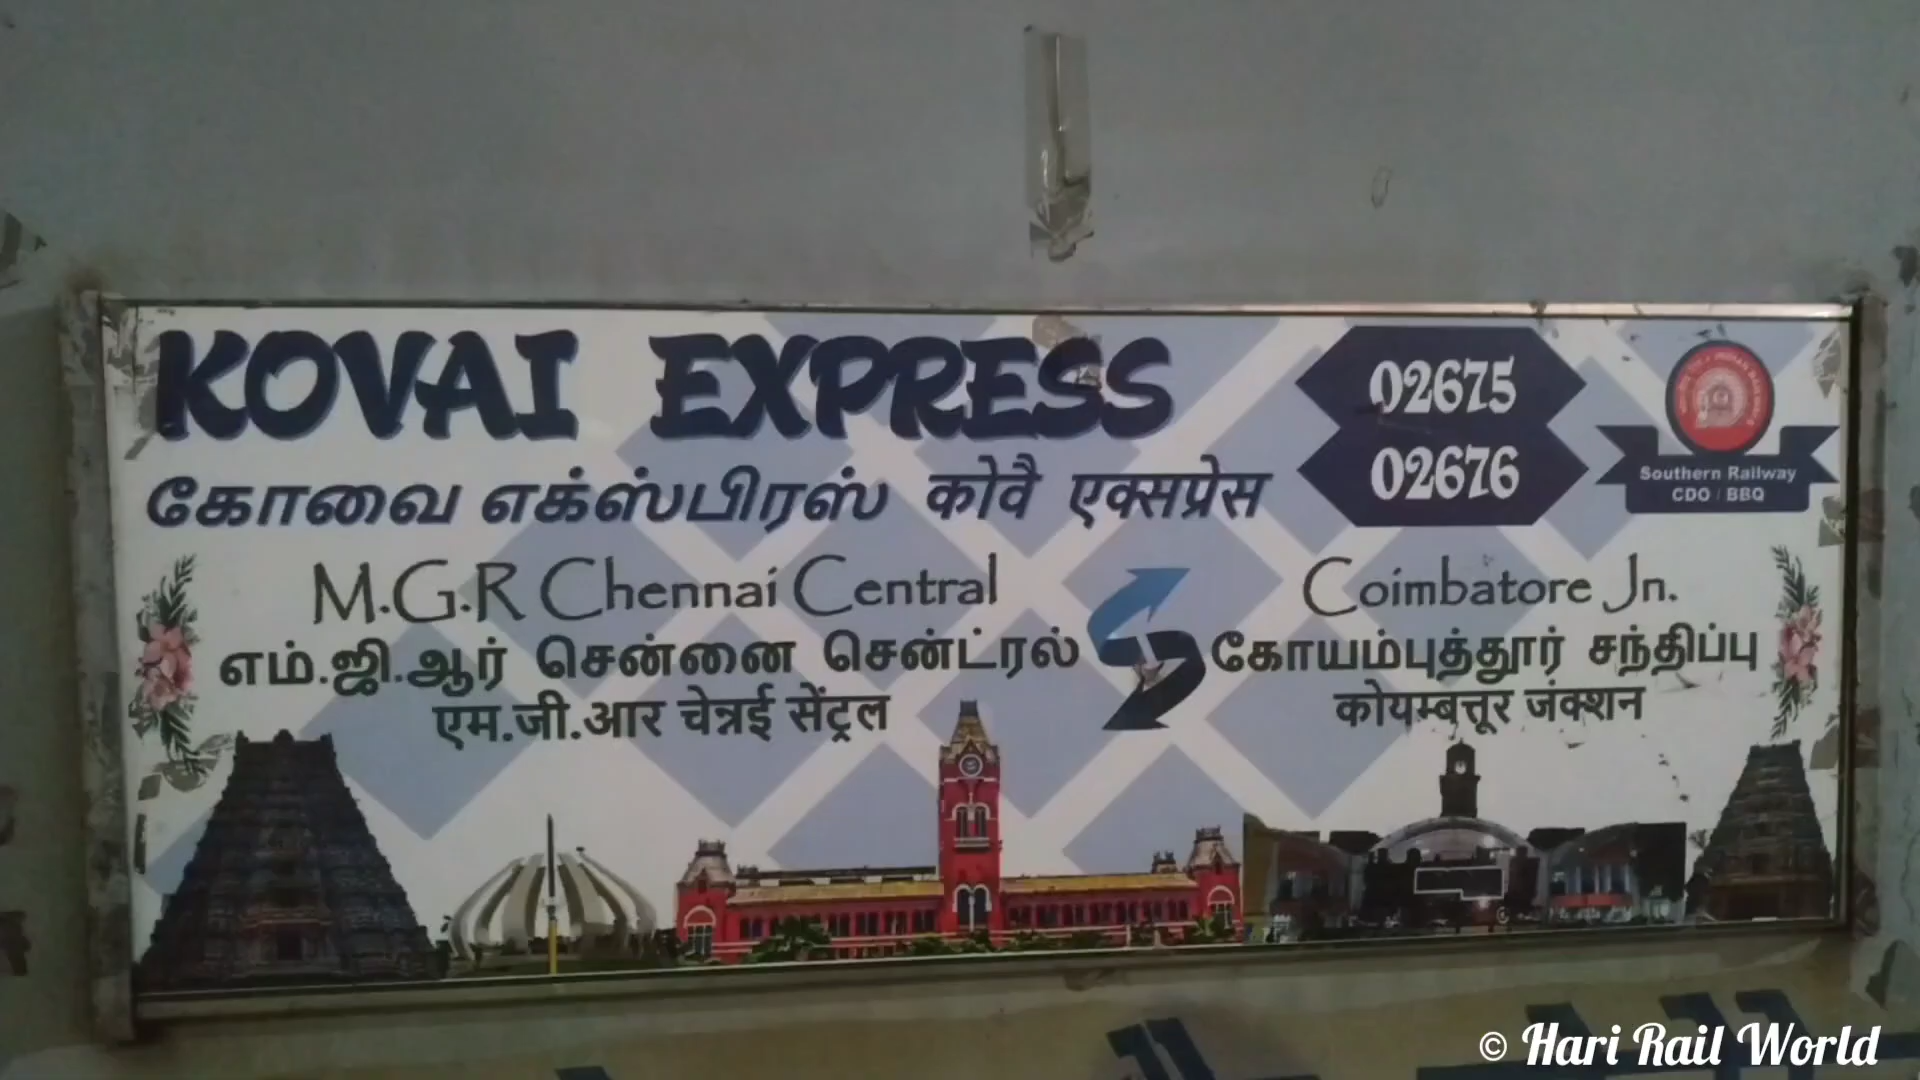 KOVAI EXPRESS
கோவை எக்ஸ்பிரஸ் कोवै एक्सप्रेस
02675
02676
Southern Railway
CDO / BBQ
M.G.R Chennai Central
எம்.ஜி.ஆர் சென்னை சென்ட்ரல்
एम.जी.आर चेन्नई सेंट्रल
Coimbatore Jn.
கோயம்புத்தூர் சந்திப்பு
कोयम्बत्तूर जंक्शन
© Hari Rail World